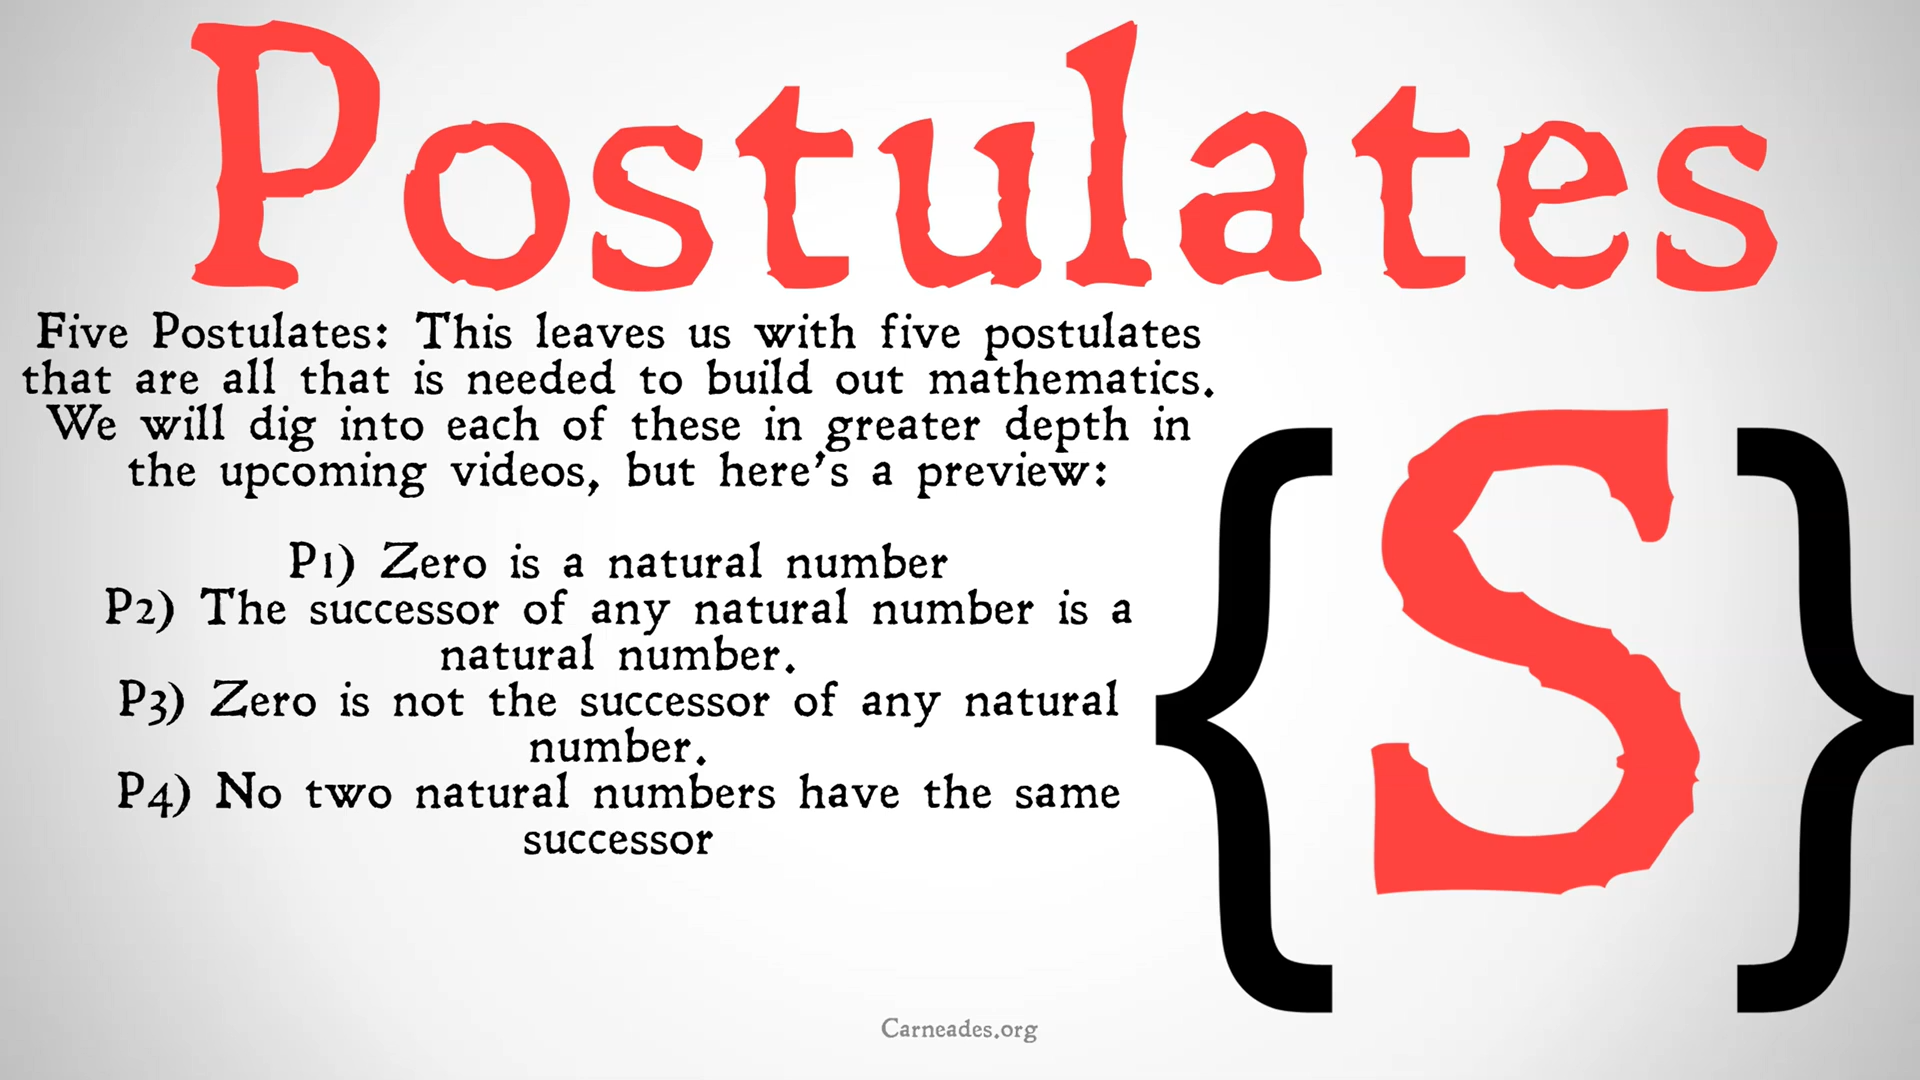 Postulates
Five Postulates: This leaves us with five postulates
that are all that is needed to build out mathematics.
We will dig into each of these in greater depth in
the upcoming videos, but here's a preview:
P1) Zero is a natural number
P2) The successor of any natural number is a
natural number.
P3) Zero is not the successor of any natural
number.
P4) No two natural numbers have the same
successor
{S}
Carneades.org